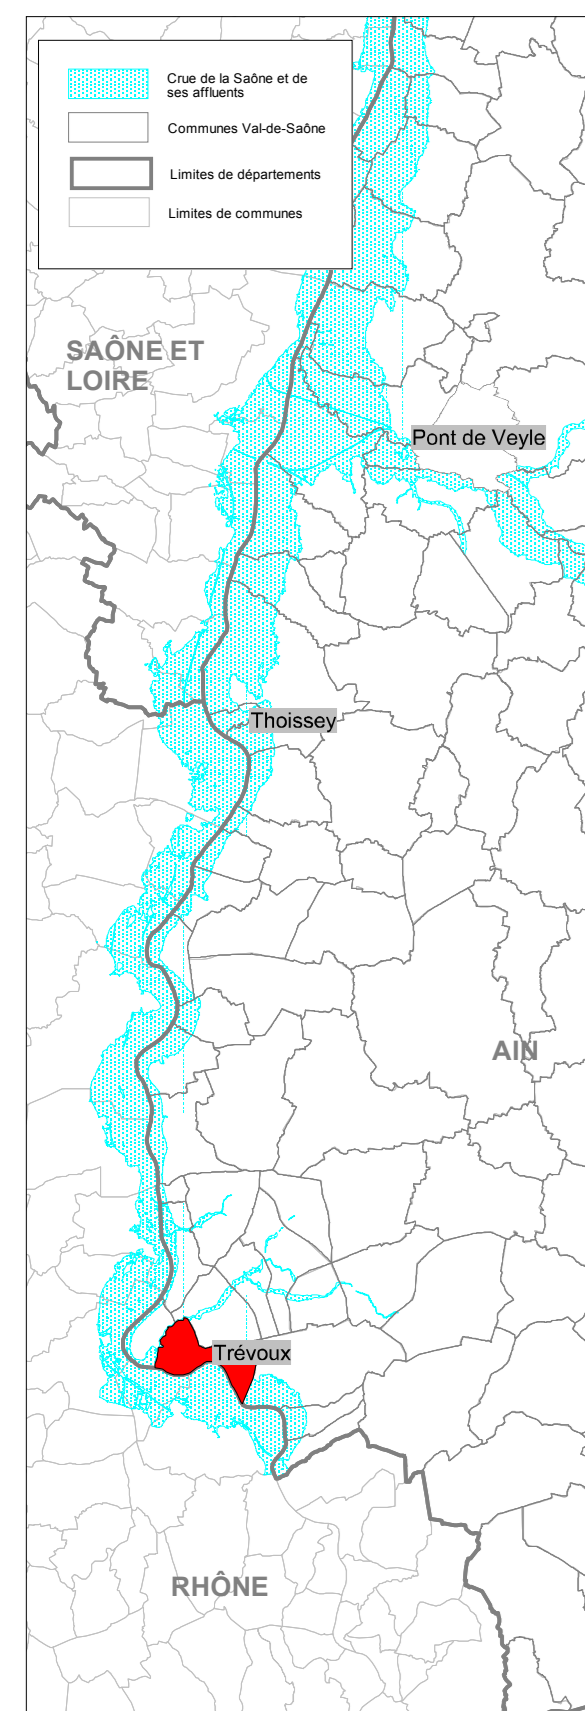 Crue de la Saône et de
ses affluents
Communes Val-de-Saône
Limites de départements
Limites de communes
SAÔNE ET
LOIRE
Pont de Veyle
Thoissey
AIN
Trévoux
RHÔNE